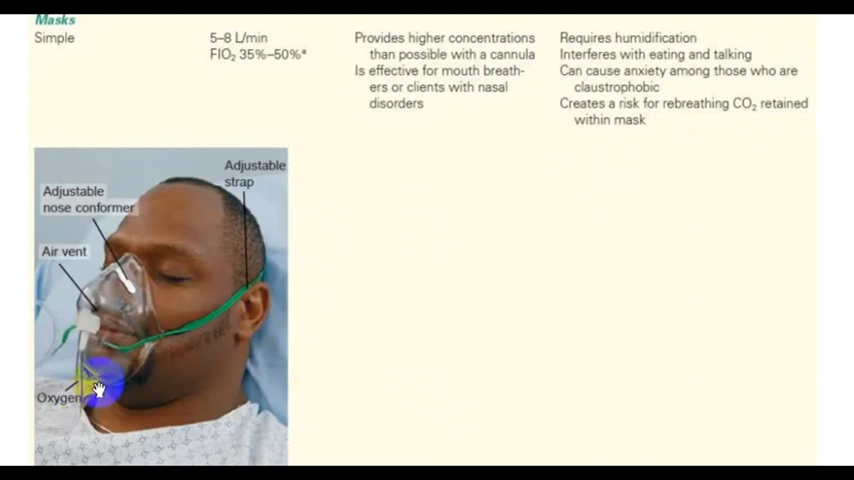 Masks
Simple
5–8 L/min
FIO₂ 35%–50%ª
Provides higher concentrations
than possible with a cannula
Is effective for mouth breath-
ers or clients with nasal
disorders
Requires humidification
Interferes with eating and talking
Can cause anxiety among those who are
claustrophobic
Creates a risk for rebreathing CO₂ retained
within mask
Adjustable
strap
Adjustable
nose conformer
Air vent
Oxygen